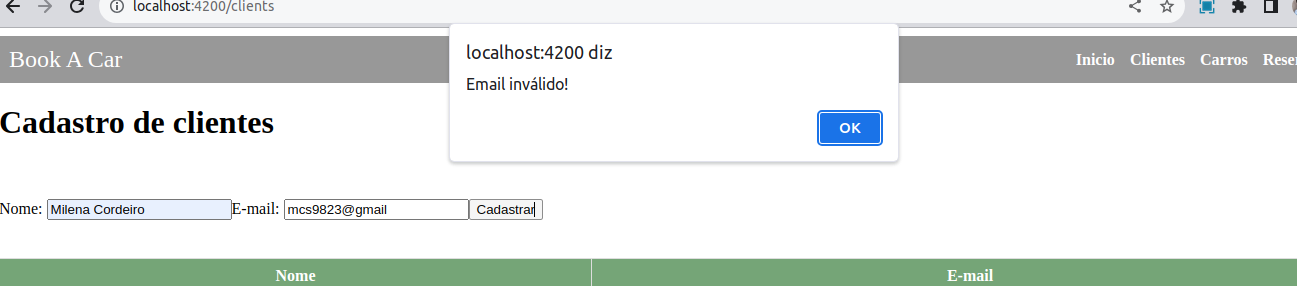 localhost:4200/clients
localhost:4200 diz
Email inválido!
OK
Book A Car
Inicio Clientes Carros Rese
Cadastro de clientes
Nome: Milena Cordeiro E-mail: mcs9823@gmail Cadastrar
Nome E-mail